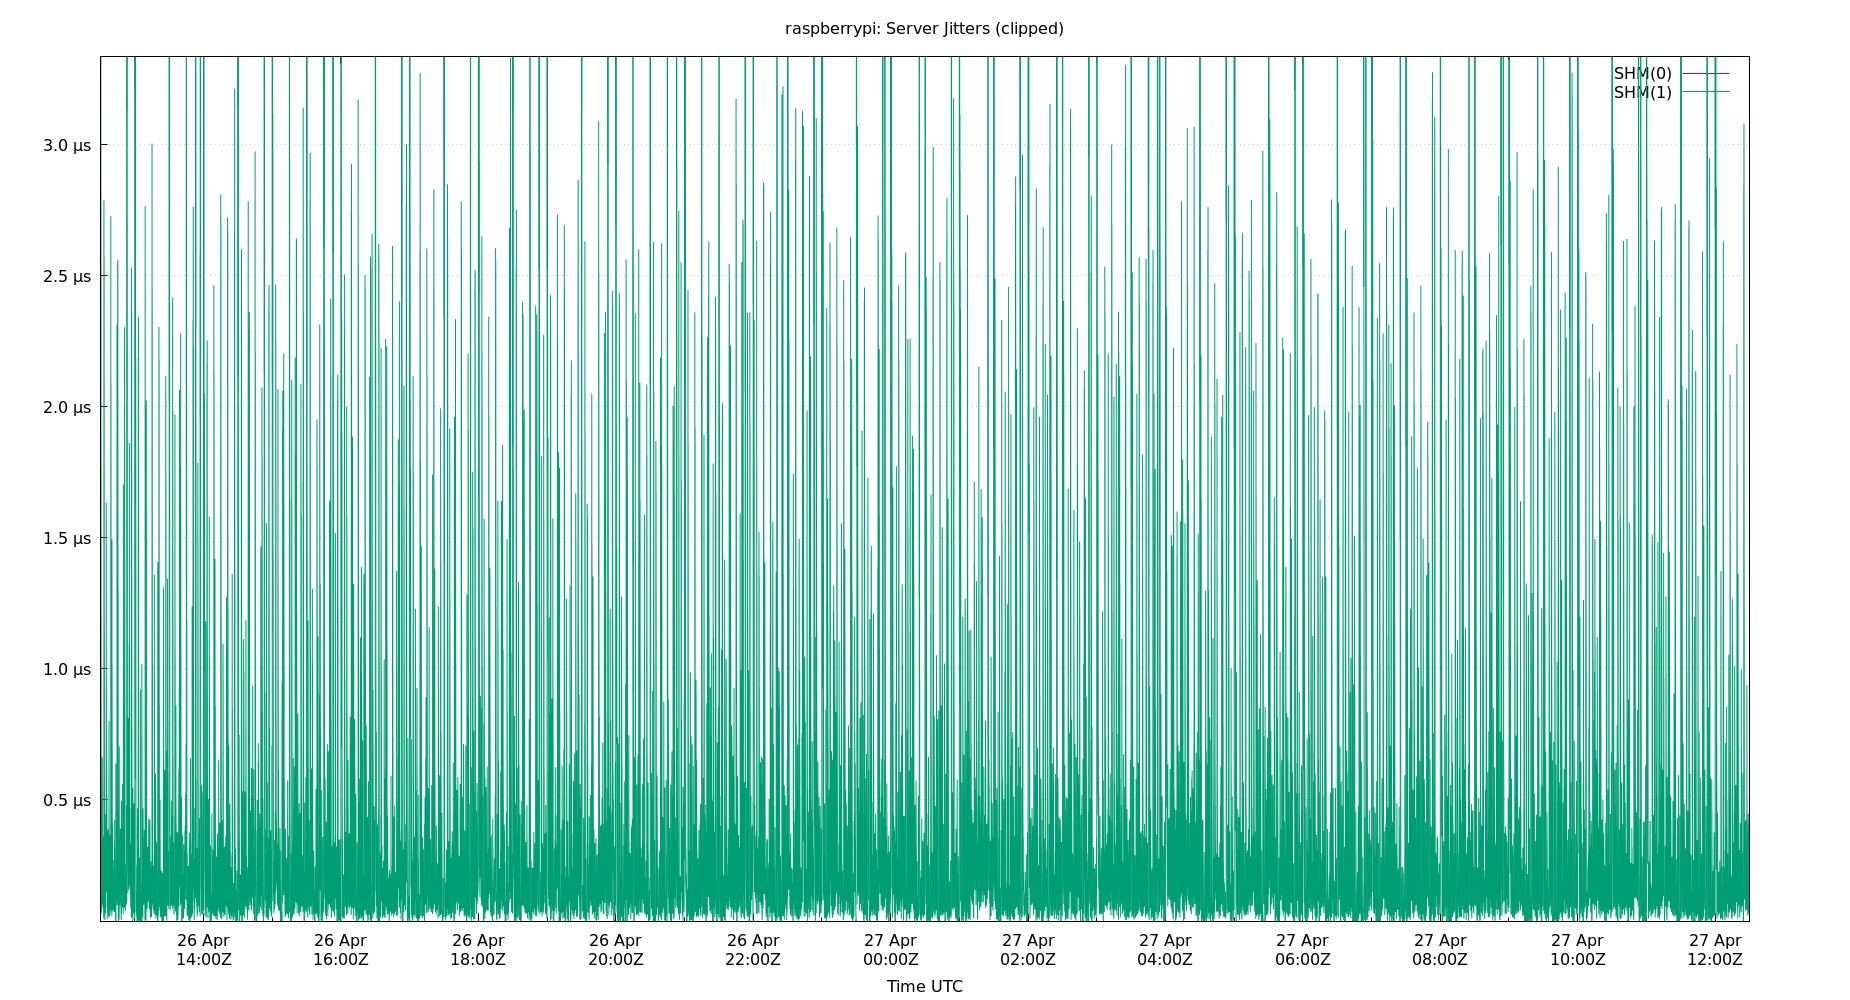 raspberrypi: Server Jitters (clipped)
SHM(0)
SHM(1)
3.0 µs
2.5 µs
2.0 µs
1.5 µs
1.0 µs
0.5 µs
26 Apr 26 Apr 26 Apr 26 Apr 26 Apr 27 Apr 27 Apr 27 Apr 27 Apr 27 Apr 27 Apr 27 Apr
14:00Z 16:00Z 18:00Z 20:00Z 22:00Z 00:00Z 02:00Z 04:00Z 06:00Z 08:00Z 10:00Z 12:00Z
Time UTC